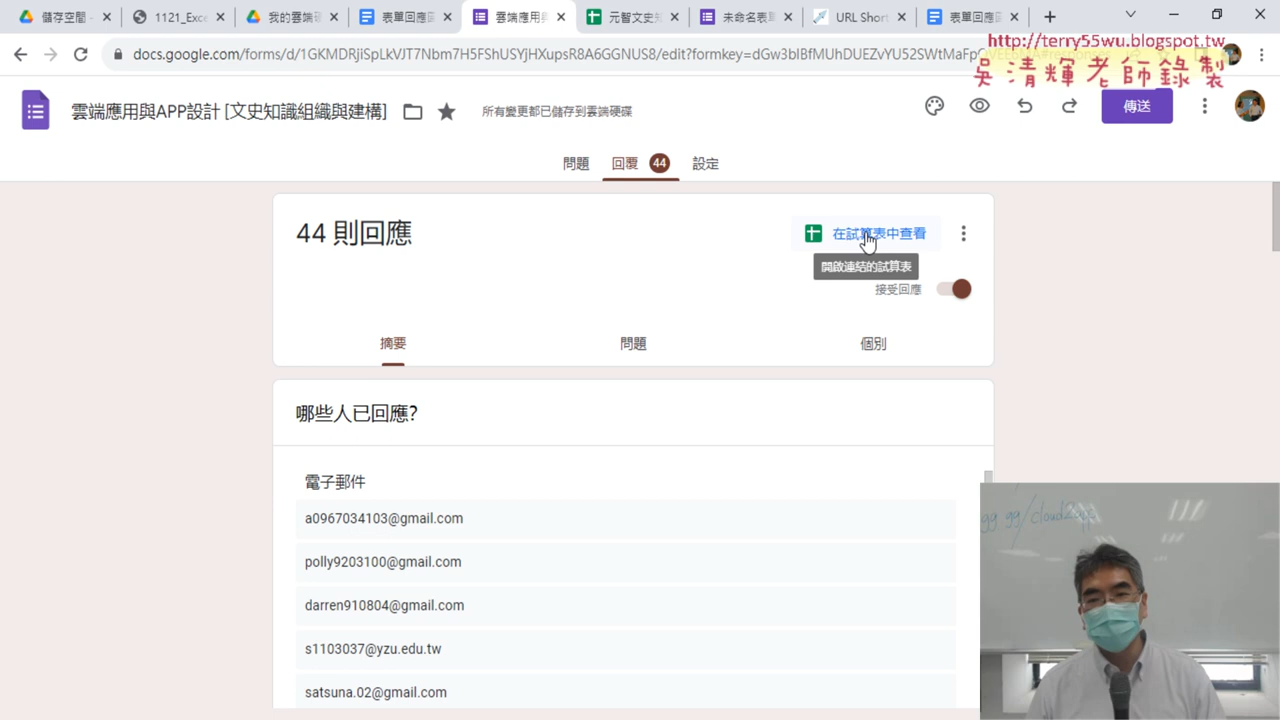 儲存空間 -
1121_Exce
我的雲端硬
表單回應區
雲端應用與
元智文史知
未命名表單
URL Short
表單回應區
docs.google.com/forms/d/
http://terry55wu.blogspot.tw
吳清輝老師錄製
雲端應用與APP設計 [文史知識組織與建構]
所有變更都已儲存到雲端硬碟
傳送
問題
回覆 44
設定
44 則回應
在試算表中查看
開啟連結的試算表
接受回應
摘要
問題
個別
哪些人已回應?
電子郵件
a0967034103@gmail.com
polly9203100@gmail.com
darren910804@gmail.com
s1103037@yzu.edu.tw
satsuna.02@gmail.com